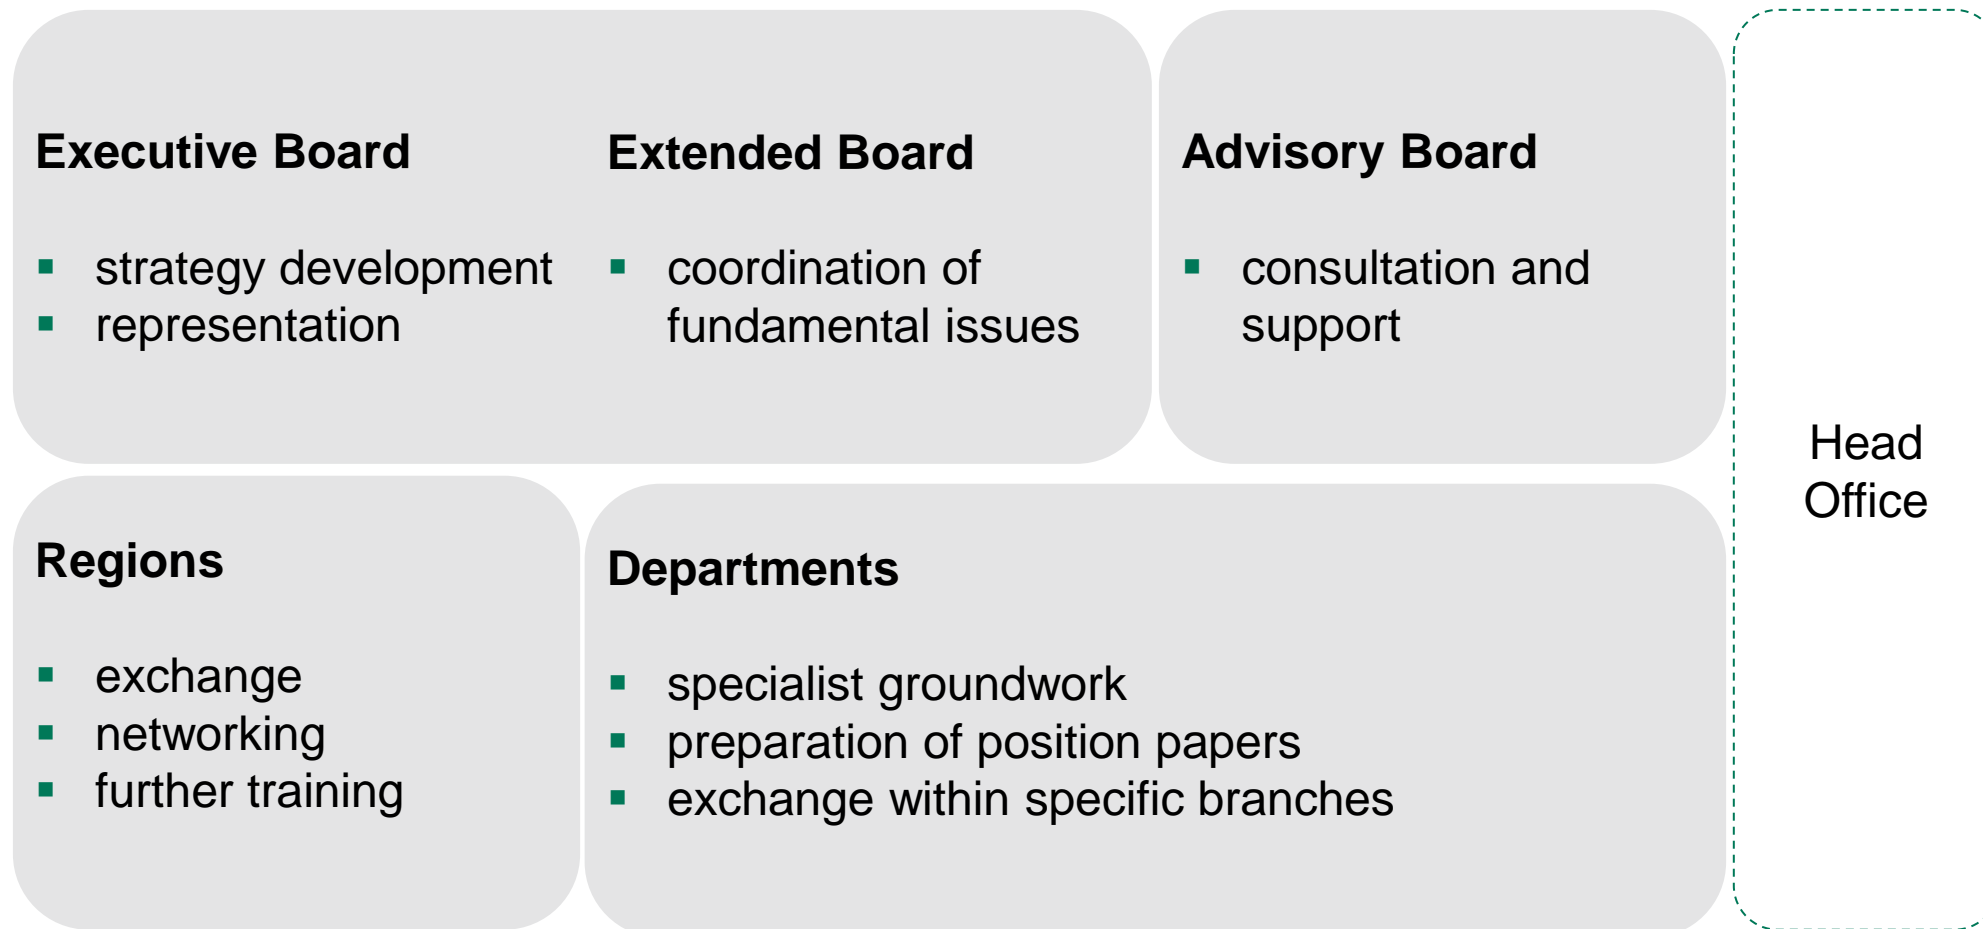 Executive Board
▪ strategy development
▪ representation
Extended Board
▪ coordination of
fundamental issues
Advisory Board
▪ consultation and
support
Regions
▪ exchange
▪ networking
▪ further training
Departments
▪ specialist groundwork
▪ preparation of position papers
▪ exchange within specific branches
Head
Office